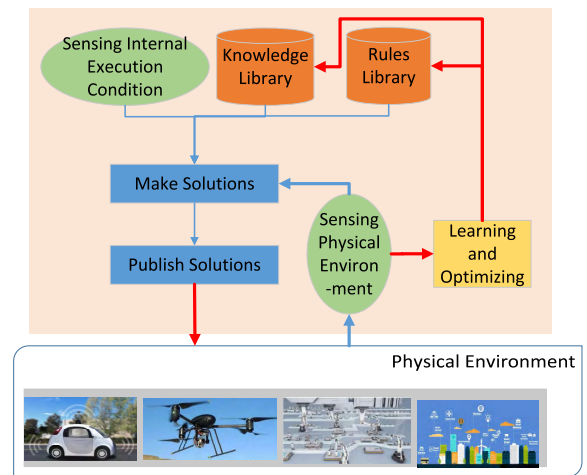 Sensing Internal
Execution
Condition
Knowledge
Library
Rules
Library
Make Solutions
Publish Solutions
Sensing
Physical
Environ
-ment
Learning
and
Optimizing
Physical Environment